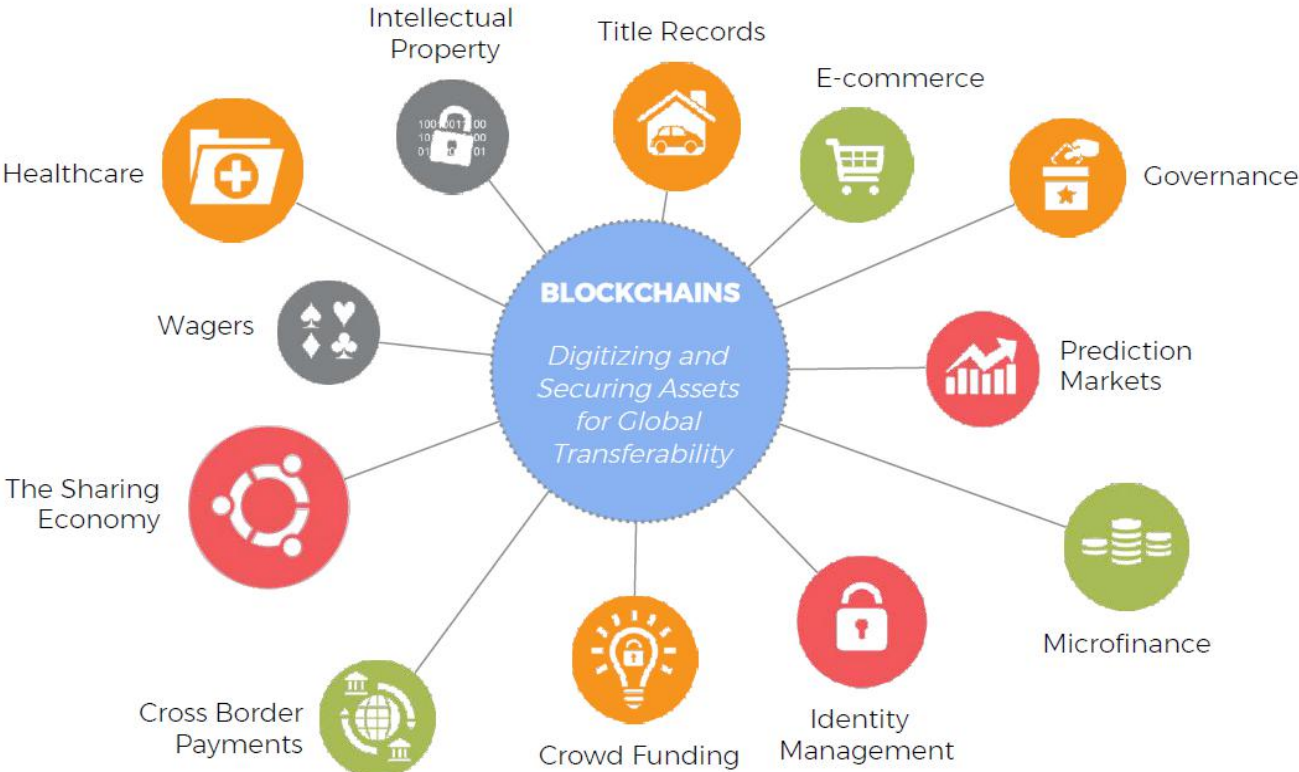 Intellectual
Property
Title Records
E-commerce
Healthcare
Governance
BLOCKCHAINS
Digitizing and
Securing Assets
for Global
Transferability
Wagers
Prediction
Markets
The Sharing
Economy
Microfinance
Cross Border
Payments
Crowd Funding
Identity
Management